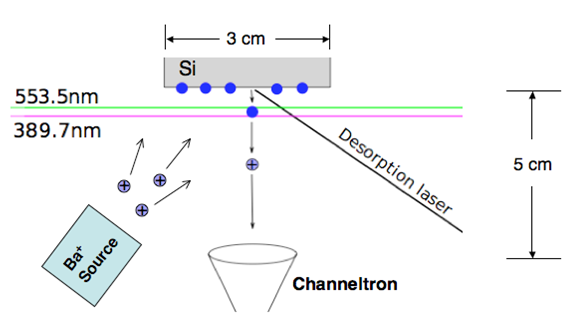 3 cm
Si
553.5nm
389.7nm
Desorption laser
5 cm
Ba⁺
Source
Channeltron